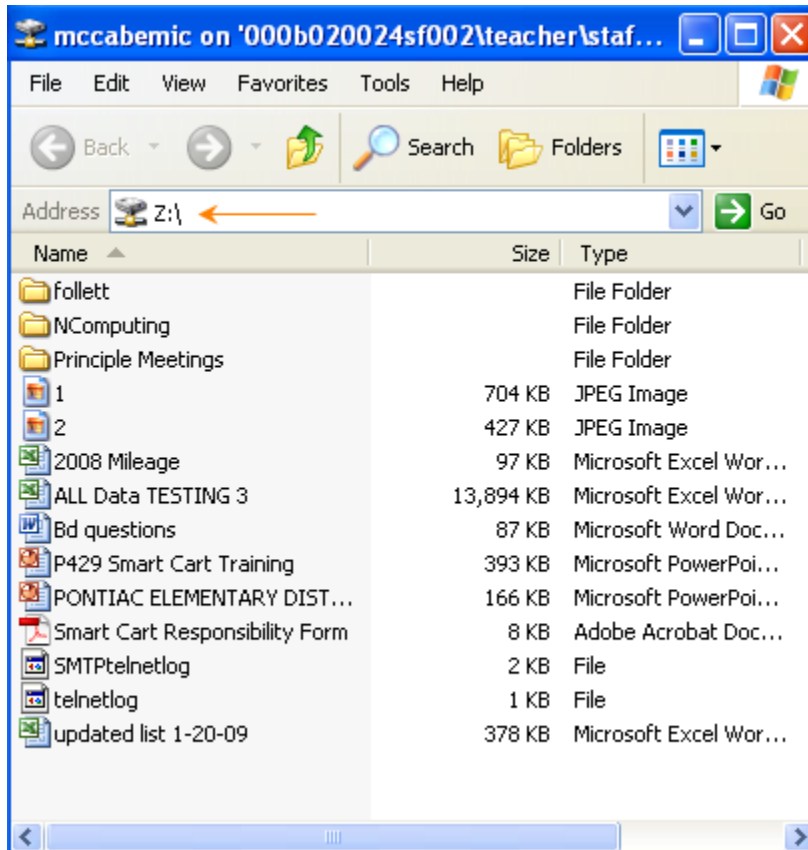 mccabemic on '000b020024sf002\teacher\staf...
File Edit View Favorites Tools Help
Back Search Folders
Address Z:\ Go
Name Size Type
follett File Folder
NComputing File Folder
Principle Meetings File Folder
1 704 KB JPEG Image
2 427 KB JPEG Image
2008 Mileage 97 KB Microsoft Excel Wor...
ALL Data TESTING 3 13,894 KB Microsoft Excel Wor...
Bd questions 87 KB Microsoft Word Doc...
P429 Smart Cart Training 393 KB Microsoft PowerPoi...
PONTIAC ELEMENTARY DIST... 166 KB Microsoft PowerPoi...
Smart Cart Responsibility Form 8 KB Adobe Acrobat Doc...
SMTPtelnetlog 2 KB File
telnetlog 1 KB File
updated list 1-20-09 378 KB Microsoft Excel Wor...